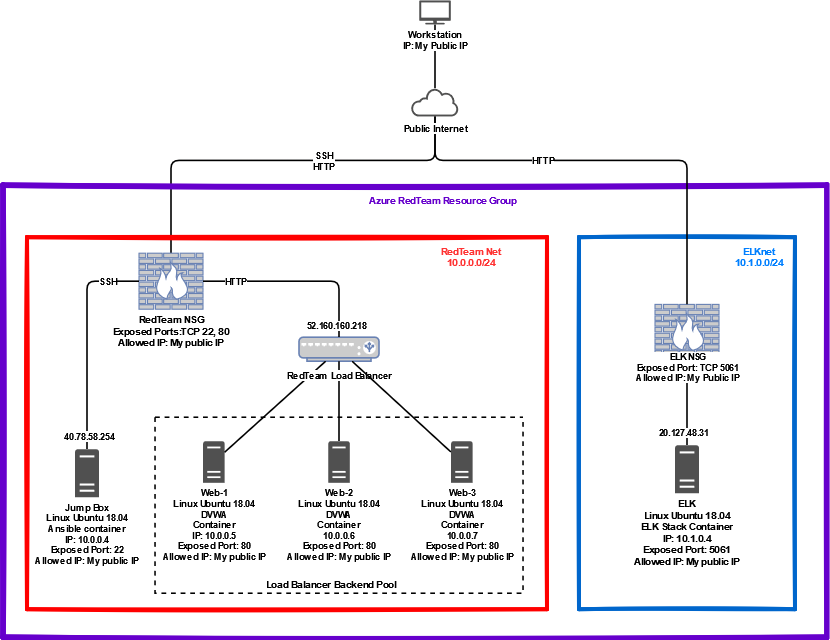 Workstation
IP:My Public IP
Public Internet
SSH
HTTP
HTTP
Azure RedTeam Resource Group
RedTeam Net
10.0.0.0/24
ELKnet
10.1.0.0/24
SSH
HTTP
RedTeam NSG
Exposed Ports:TCP 22, 80
Allowed IP: My public IP
52.160.160.218
RedTeam Load Balancer
ELK NSG
Exposed Port: TCP 5061
Allowed IP: My Public IP
40.78.58.254
20.127.48.31
Jump Box
Linux Ubuntu 18.04
Ansible container
IP: 10.0.0.4
Exposed Port: 22
Allowed IP: My public IP
Web-1
Linux Ubuntu 18.04
DVWA
Container
IP: 10.0.0.5
Exposed Port: 80
Allowed IP: My public IP
Web-2
Linux Ubuntu 18.04
DVWA
Container
10.0.0.6
Exposed Port: 80
Allowed IP: My public IP
Web-3
Linux Ubuntu 18.04
DVWA
Container
10.0.0.7
Exposed Port: 80
Allowed IP: My public IP
Load Balancer Backend Pool
ELK
Linux Ubuntu 18.04
ELK Stack Container
IP: 10.1.0.4
Exposed Port: 5061
Allowed IP: My public IP